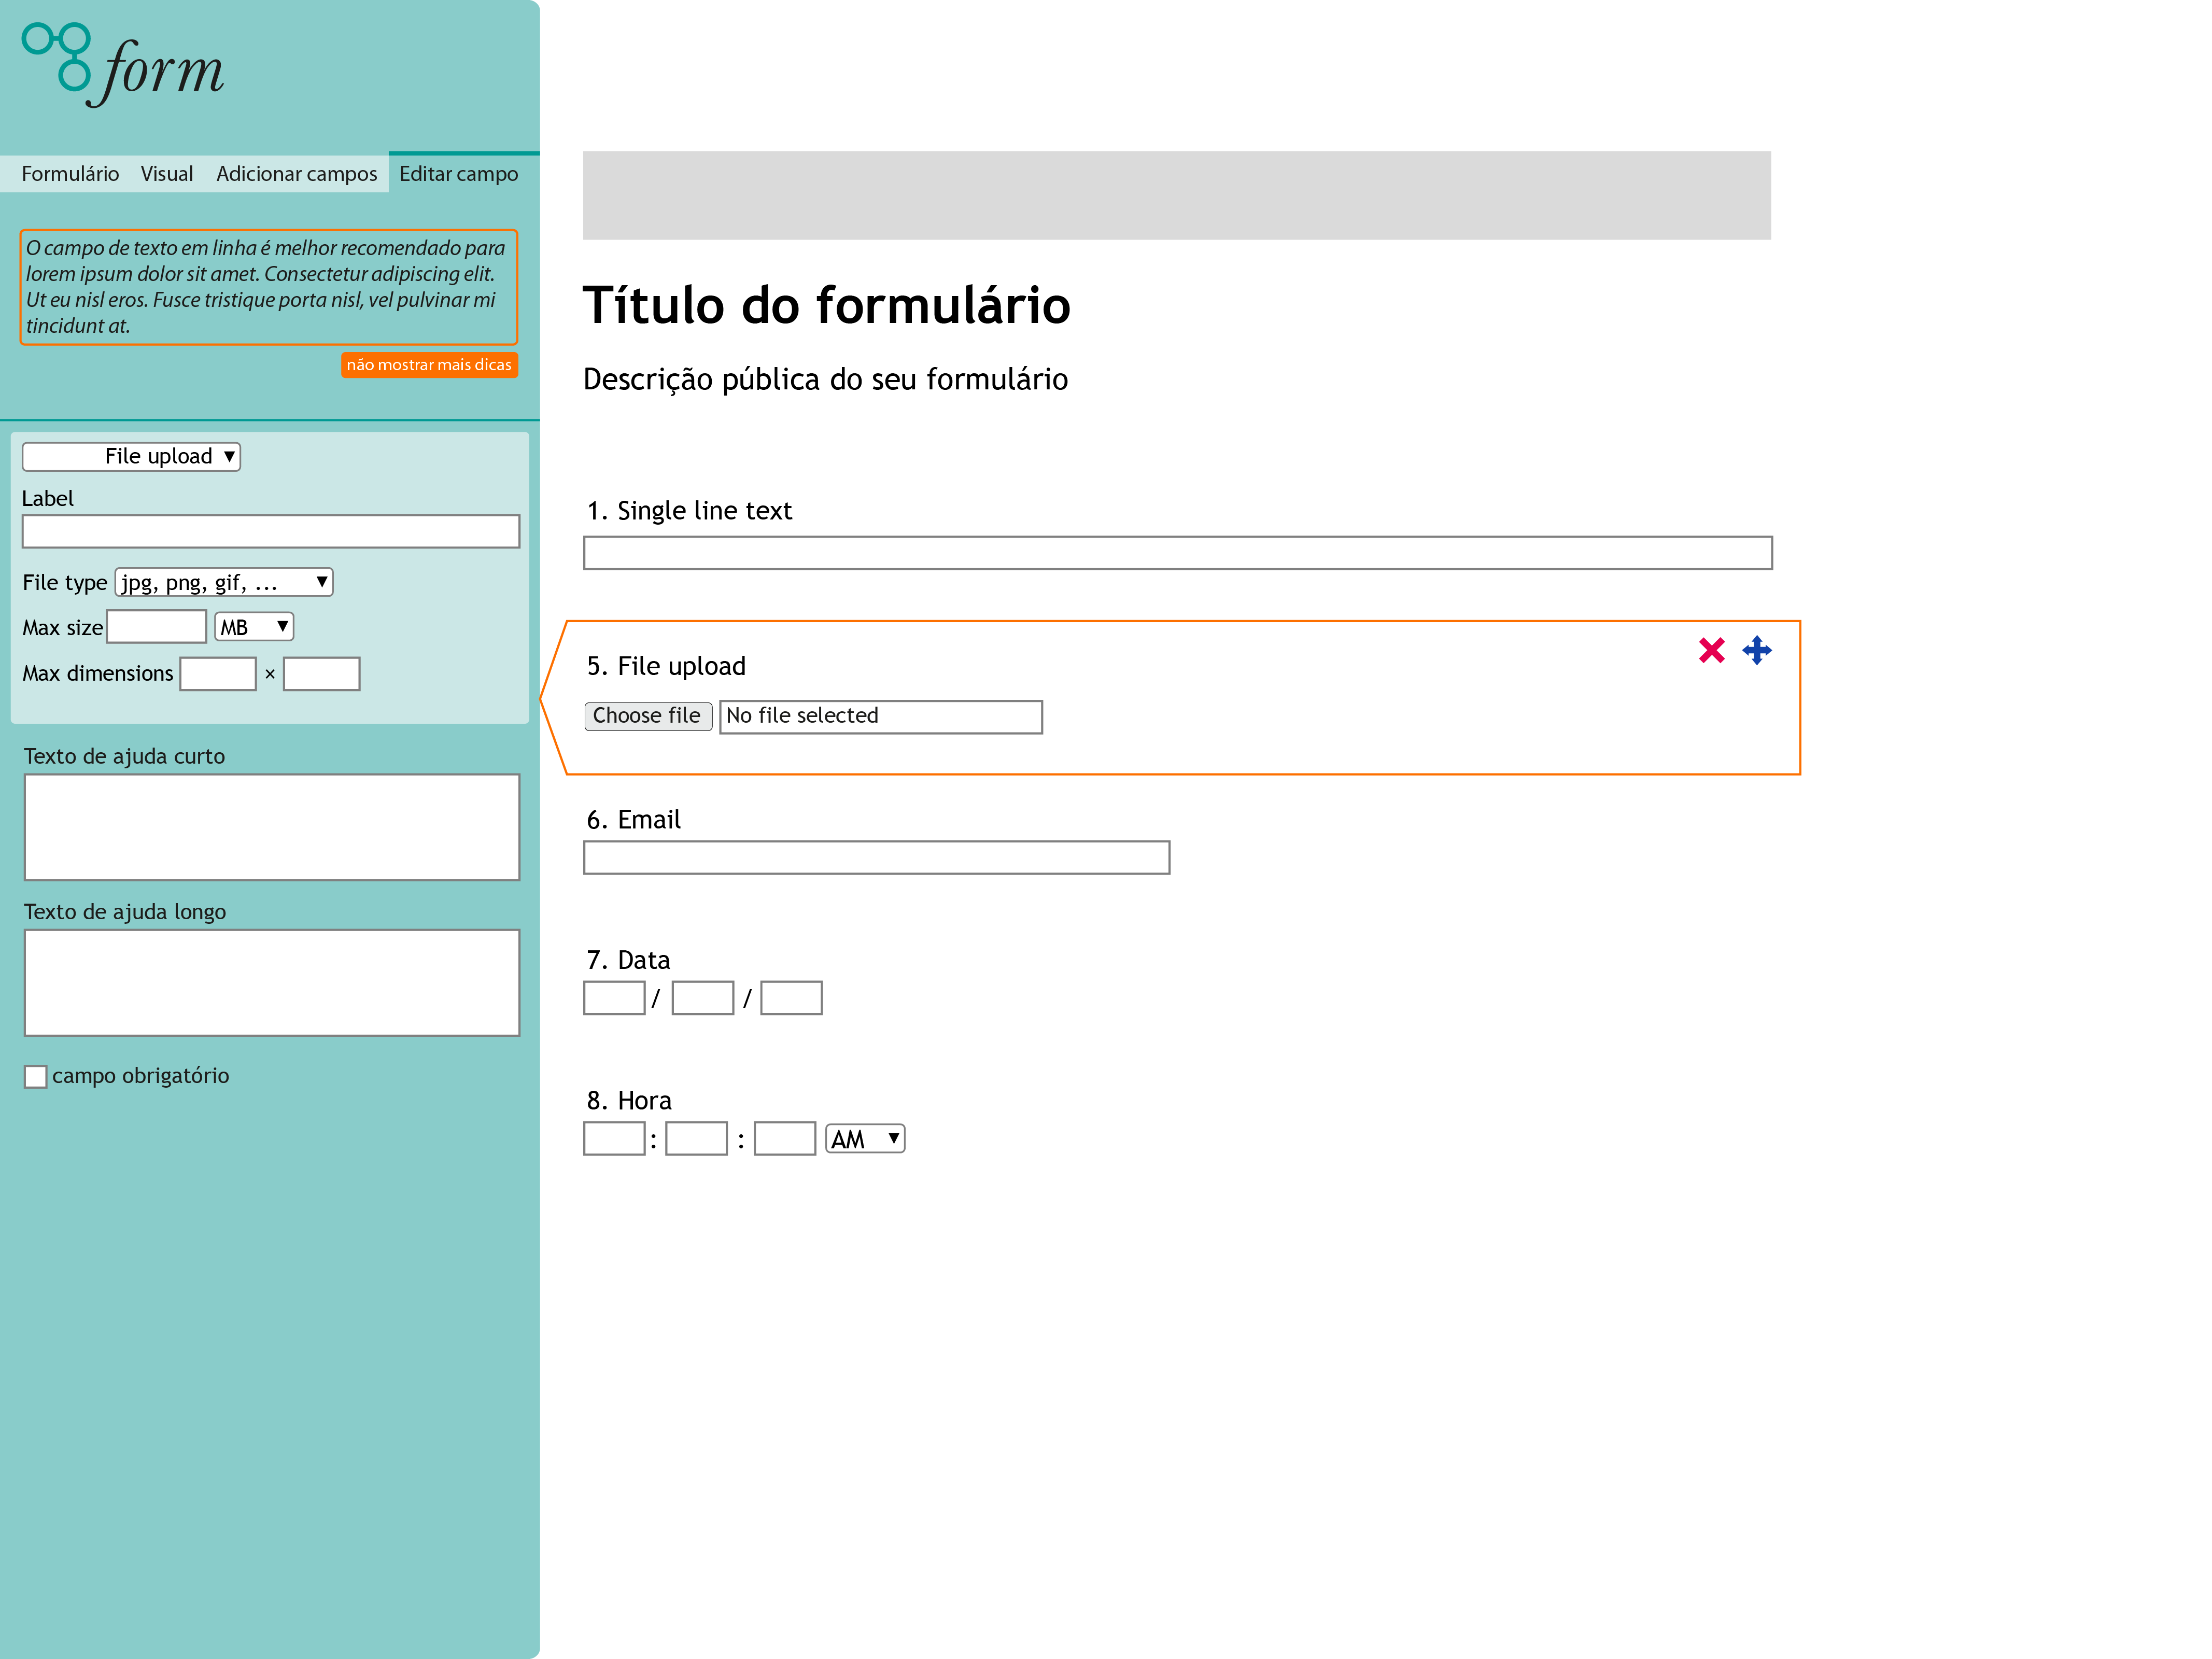 form
Formulário Visual Adicionar campos Editar campo
O campo de texto em linha é melhor recomendado para
lorem ipsum dolor sit amet. Consectetur adipiscing elit.
Ut eu nisl eros. Fusce tristique porta nisl, vel pulvinar mi
tincidunt at.
não mostrar mais dicas
File upload ▼
Label
File type jpg, png, gif, ... ▼
Max size MB ▼
Max dimensions ×
Texto de ajuda curto
Texto de ajuda longo
campo obrigatório
Título do formulário
Descrição pública do seu formulário
1. Single line text
5. File upload
Choose file No file selected
6. Email
7. Data
/ /
8. Hora
: : AM ▼